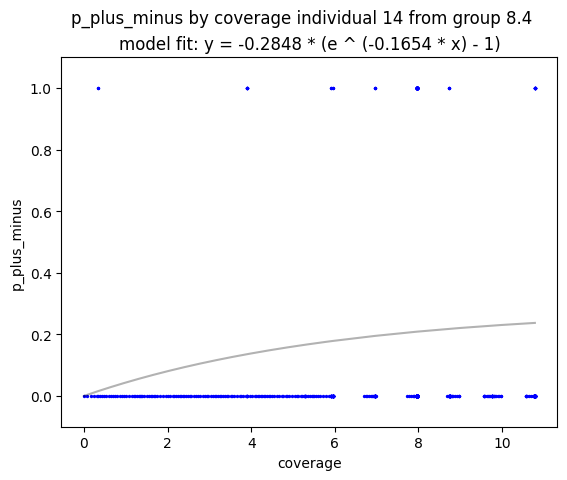 p_plus_minus by coverage individual 14 from group 8.4
model fit: y = -0.2848 * (e ^ (-0.1654 * x) - 1)
1.0
0.8
0.6
0.4
0.2
0.0
p_plus_minus
0 2 4 6 8 10
coverage